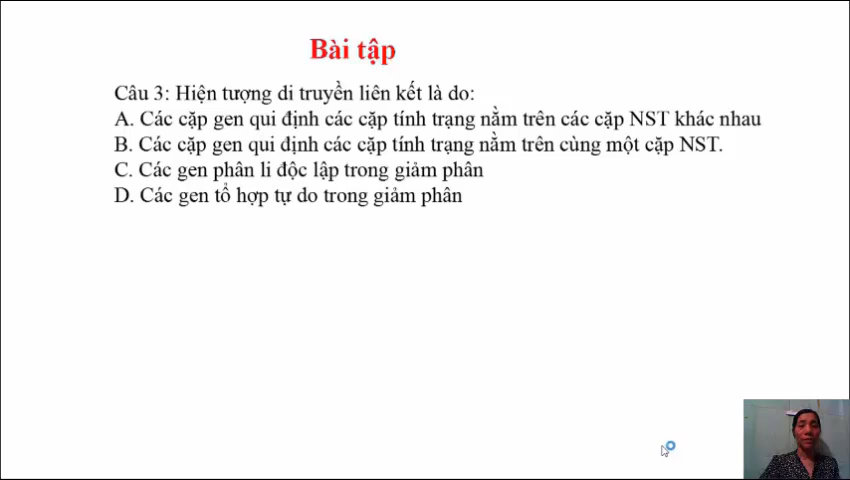 Bài tập
Câu 3: Hiện tượng di truyền liên kết là do:
A. Các cặp gen qui định các cặp tính trạng nằm trên các cặp NST khác nhau
B. Các cặp gen qui định các cặp tính trạng nằm trên cùng một cặp NST.
C. Các gen phân li độc lập trong giảm phân
D. Các gen tổ hợp tự do trong giảm phân